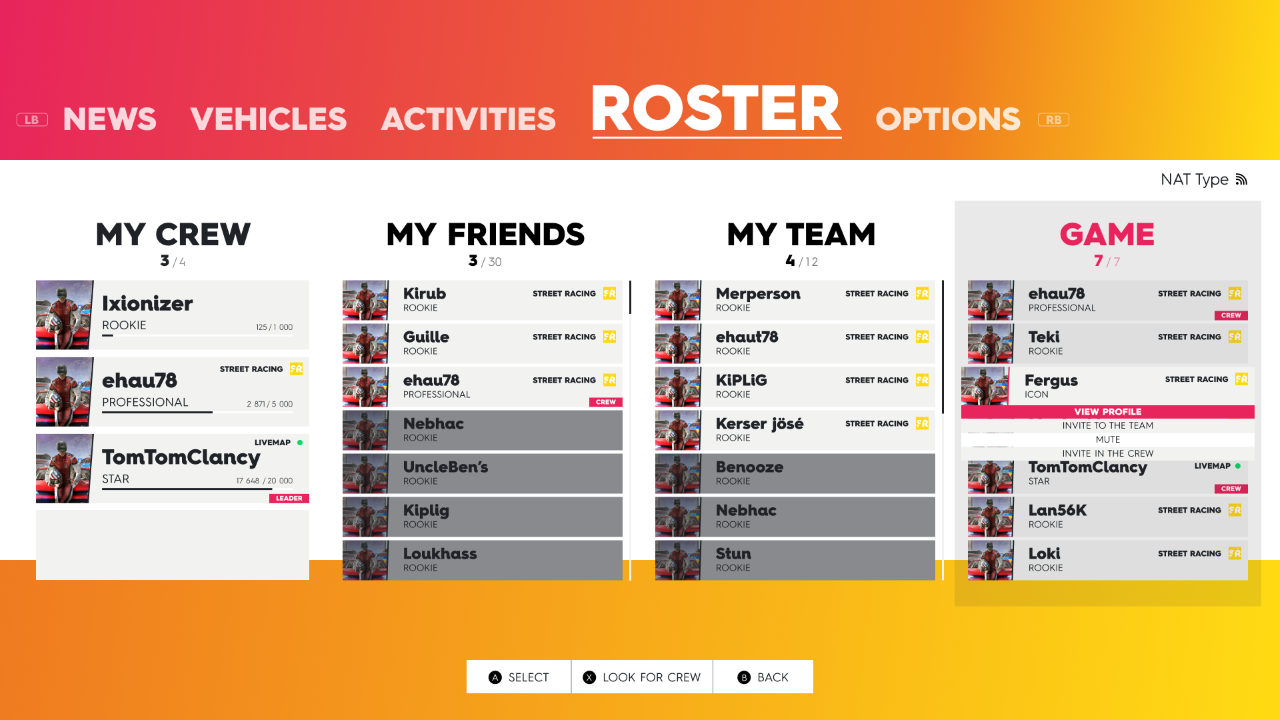 LB NEWS VEHICLES ACTIVITIES ROSTER OPTIONS RB
NAT Type
MY CREW
3 / 4
Ixionizer
ROOKIE 125 / 1 000
STREET RACING FR
ehau78
PROFESSIONAL 2 871 / 5 000
LIVEMAP
TomTomClancy
STAR 17 648 / 20 000
LEADER
MY FRIENDS
3 / 30
Kirub STREET RACING FR
ROOKIE
Guille STREET RACING FR
ROOKIE
ehau78 STREET RACING FR
PROFESSIONAL
CREW
Nebhac
ROOKIE
UncleBen's
ROOKIE
Kiplig
ROOKIE
Loukhass
ROOKIE
MY TEAM
4 / 12
Merperson STREET RACING FR
ROOKIE
ehaut78 STREET RACING FR
ROOKIE
KiPLiG STREET RACING FR
ROOKIE
Kerser jösé STREET RACING FR
ROOKIE
Benooze
ROOKIE
Nebhac
ROOKIE
Stun
ROOKIE
GAME
7 / 7
ehau78 STREET RACING FR
PROFESSIONAL
CREW
Teki STREET RACING FR
ROOKIE
Fergus STREET RACING FR
ICON
VIEW PROFILE
INVITE TO THE TEAM
MUTE
INVITE IN THE CREW
TomTomClancy LIVEMAP
STAR
CREW
Lan56K STREET RACING FR
ROOKIE
Loki STREET RACING FR
ROOKIE
A SELECT X LOOK FOR CREW B BACK